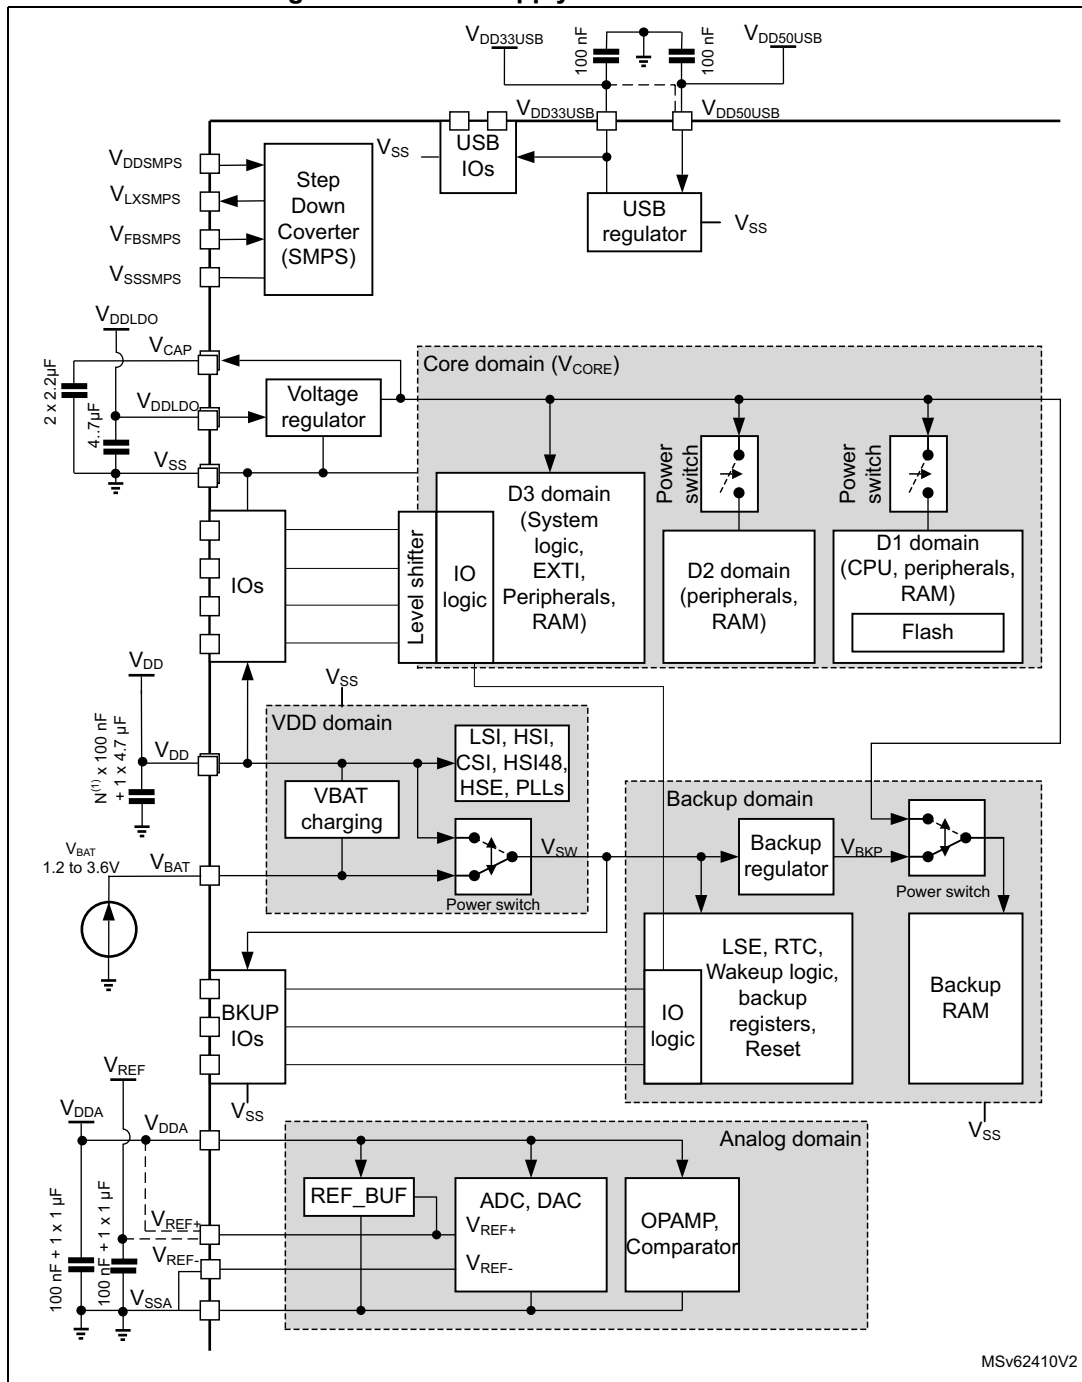 V_DD33USB
100 nF
100 nF
V_DD50USB
V_DD33USB
V_DD50USB
V_SS
USB
IOs
USB
regulator
V_SS
V_DDSMPS
V_LXSMPS
V_FBSMPS
V_SSSMPS
Step
Down
Coverter
(SMPS)
V_DDLDO
V_CAP
2 x 2.2µF
V_DDLDO
4..7µF
V_SS
Voltage
regulator
Core domain (V_CORE)
Power
switch
Power
switch
D3 domain
(System
logic,
EXTI,
Peripherals,
RAM)
D2 domain
(peripherals,
RAM)
D1 domain
(CPU, peripherals,
RAM)
Flash
IOs
Level shifter
IO
logic
V_DD
N(1) x 100 nF
+ 1 x 4.7 µF
V_DD
V_SS
VDD domain
LSI, HSI,
CSI, HSI48,
HSE, PLLs
VBAT
charging
V_BAT
1.2 to 3.6V
V_BAT
Power switch
V_SW
Backup domain
Backup
regulator
V_BKP
Power switch
LSE, RTC,
Wakeup logic,
backup
registers,
Reset
IO
logic
Backup
RAM
V_SS
BKUP
IOs
V_SS
V_REF
V_DDA
V_DDA
100 nF + 1 x 1 µF
100 nF + 1 x 1 µF
V_REF+
V_REF-
V_SSA
Analog domain
REF_BUF
ADC, DAC
V_REF+
V_REF-
OPAMP,
Comparator
MSv62410V2